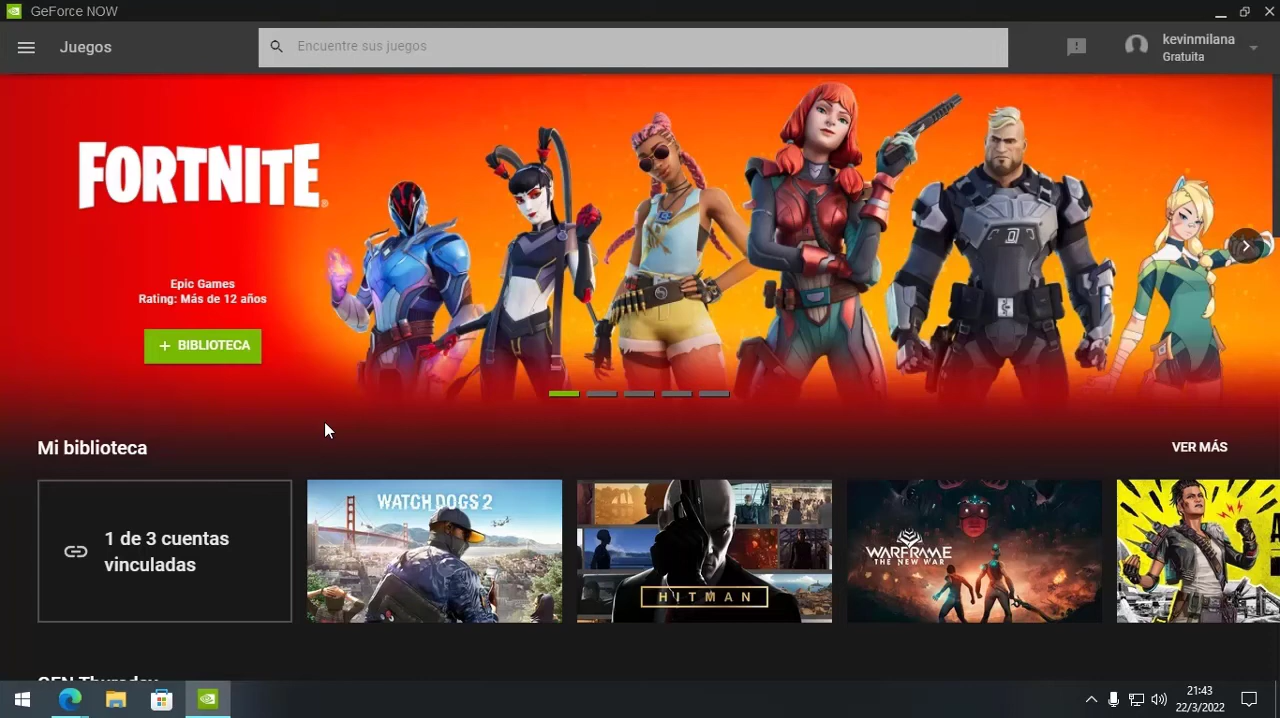 GeForce NOW
Juegos
Encuentre sus juegos
kevinmilana
Gratuita
FORTNITE
Epic Games
Rating: Más de 12 años
+ BIBLIOTECA
Mi biblioteca
VER MÁS
1 de 3 cuentas
vinculadas
WATCH DOGS 2
HITMAN
WARFRAME
THE NEW WAR
GFN Thursday
21:43
22/3/2022